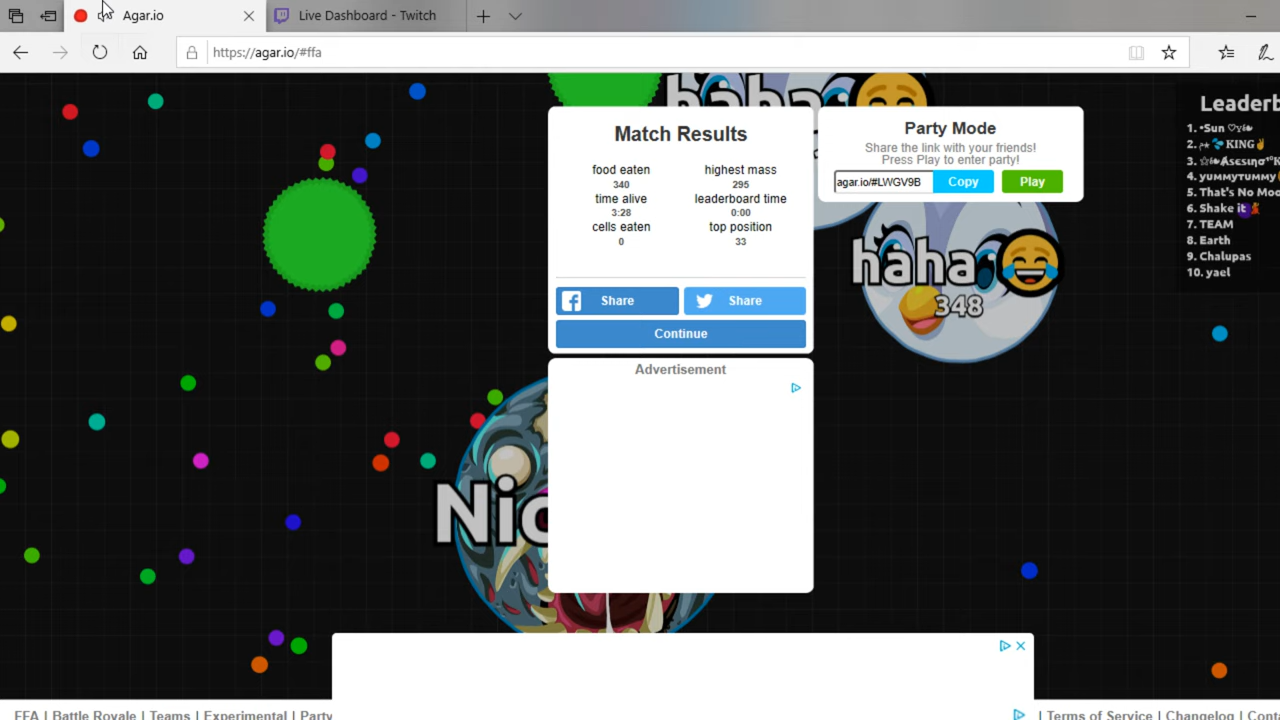 Agar.io
Live Dashboard - Twitch
https://agar.io/#ffa
haha😂
Leaderb
1. •Sun
2. KING✌
4. yuммyтuммy
5. That's No Moo
6. Shake it
7. TEAM
8. Earth
9. Chalupas
10. yael
Match Results
food eaten
highest mass
340
295
time alive
leaderboard time
3:28
0:00
cells eaten
top position
0
33
Share
Share
Continue
Party Mode
Share the link with your friends!
Press Play to enter party!
agar.io/#LWGV9B
Copy
Play
haha😂
348
Advertisement
Nic
FFA | Battle Royale | Teams | Experimental | Party
| Terms of Service | Changelog | Cont